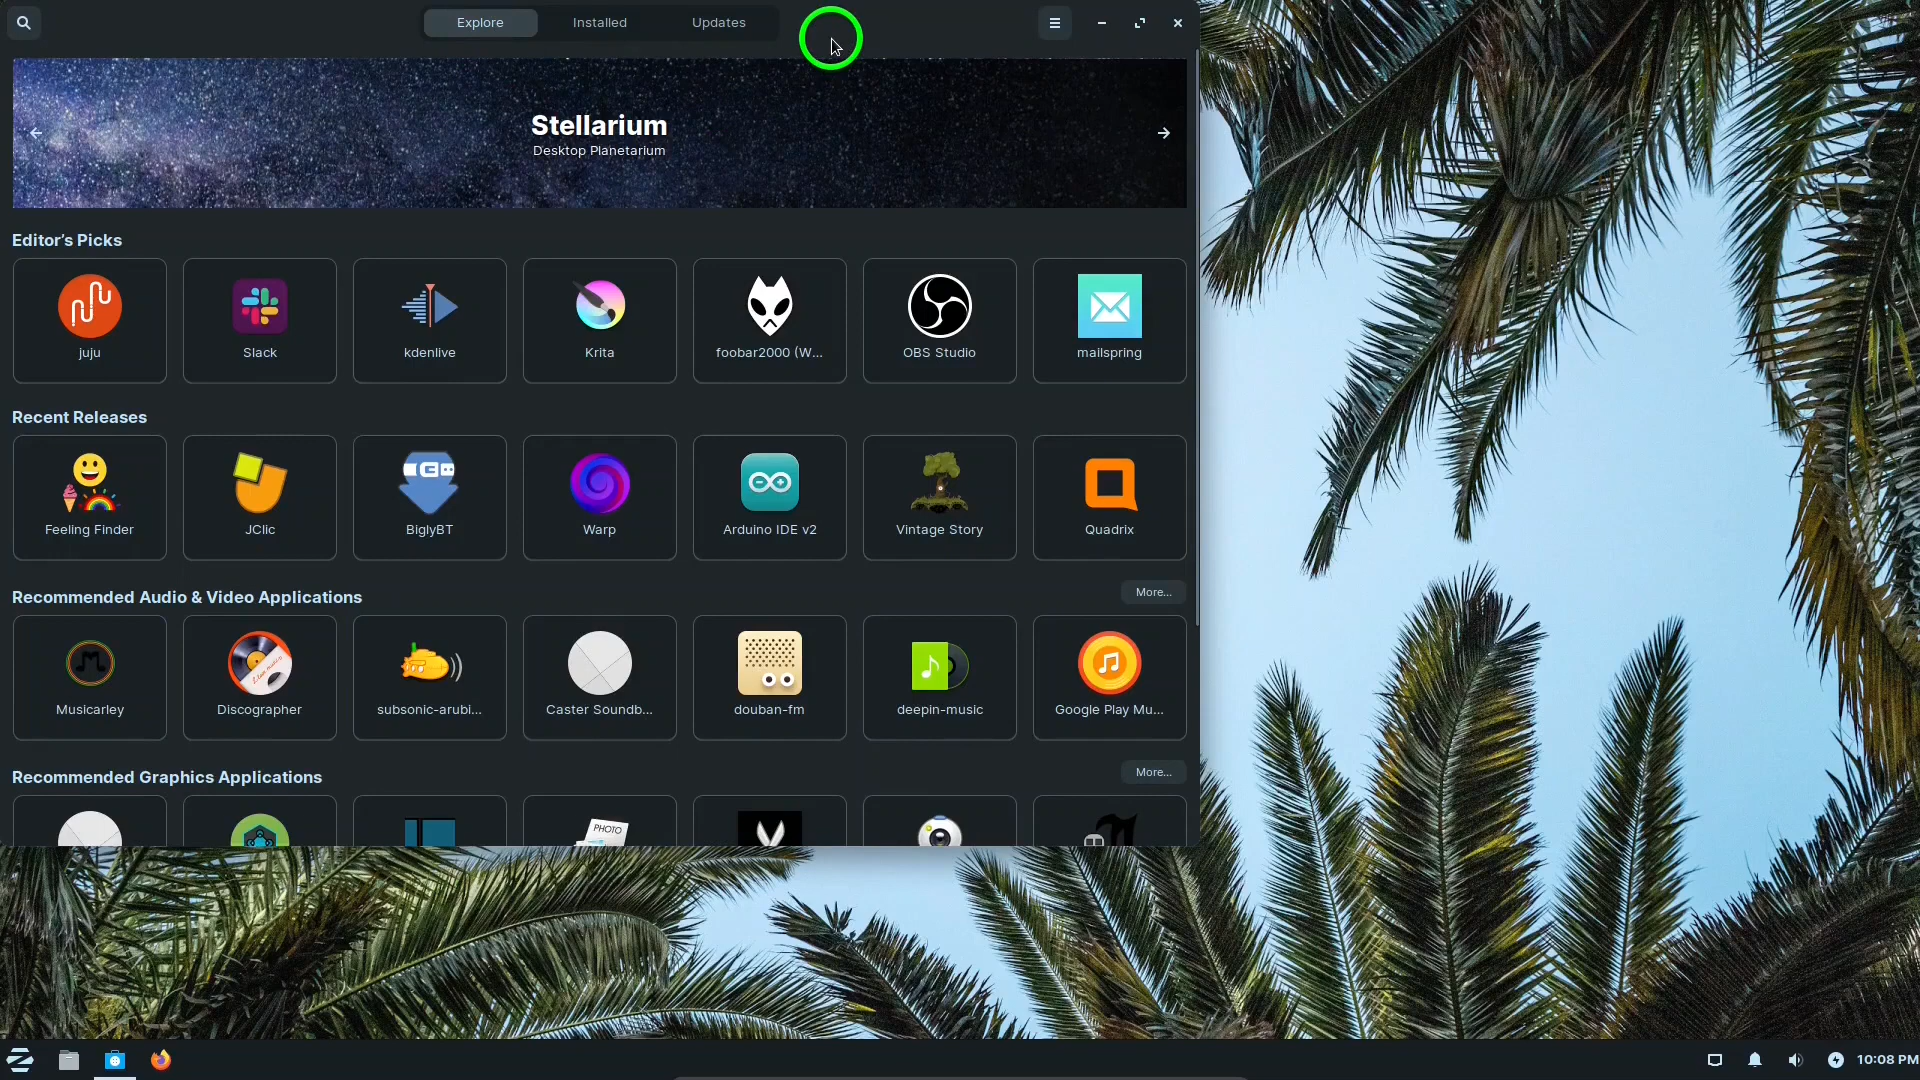 Explore
Installed
Updates
Stellarium
Desktop Planetarium
Editor's Picks
juju
Slack
kdenlive
Krita
foobar2000 (W...
OBS Studio
mailspring
Recent Releases
Feeling Finder
JClic
BiglyBT
Warp
Arduino IDE v2
Vintage Story
Quadrix
Recommended Audio & Video Applications
More...
Musicarley
Discographer
subsonic-arubi...
Caster Soundb...
douban-fm
deepin-music
Google Play Mu...
Recommended Graphics Applications
More...
PHOTO
10:08 PM